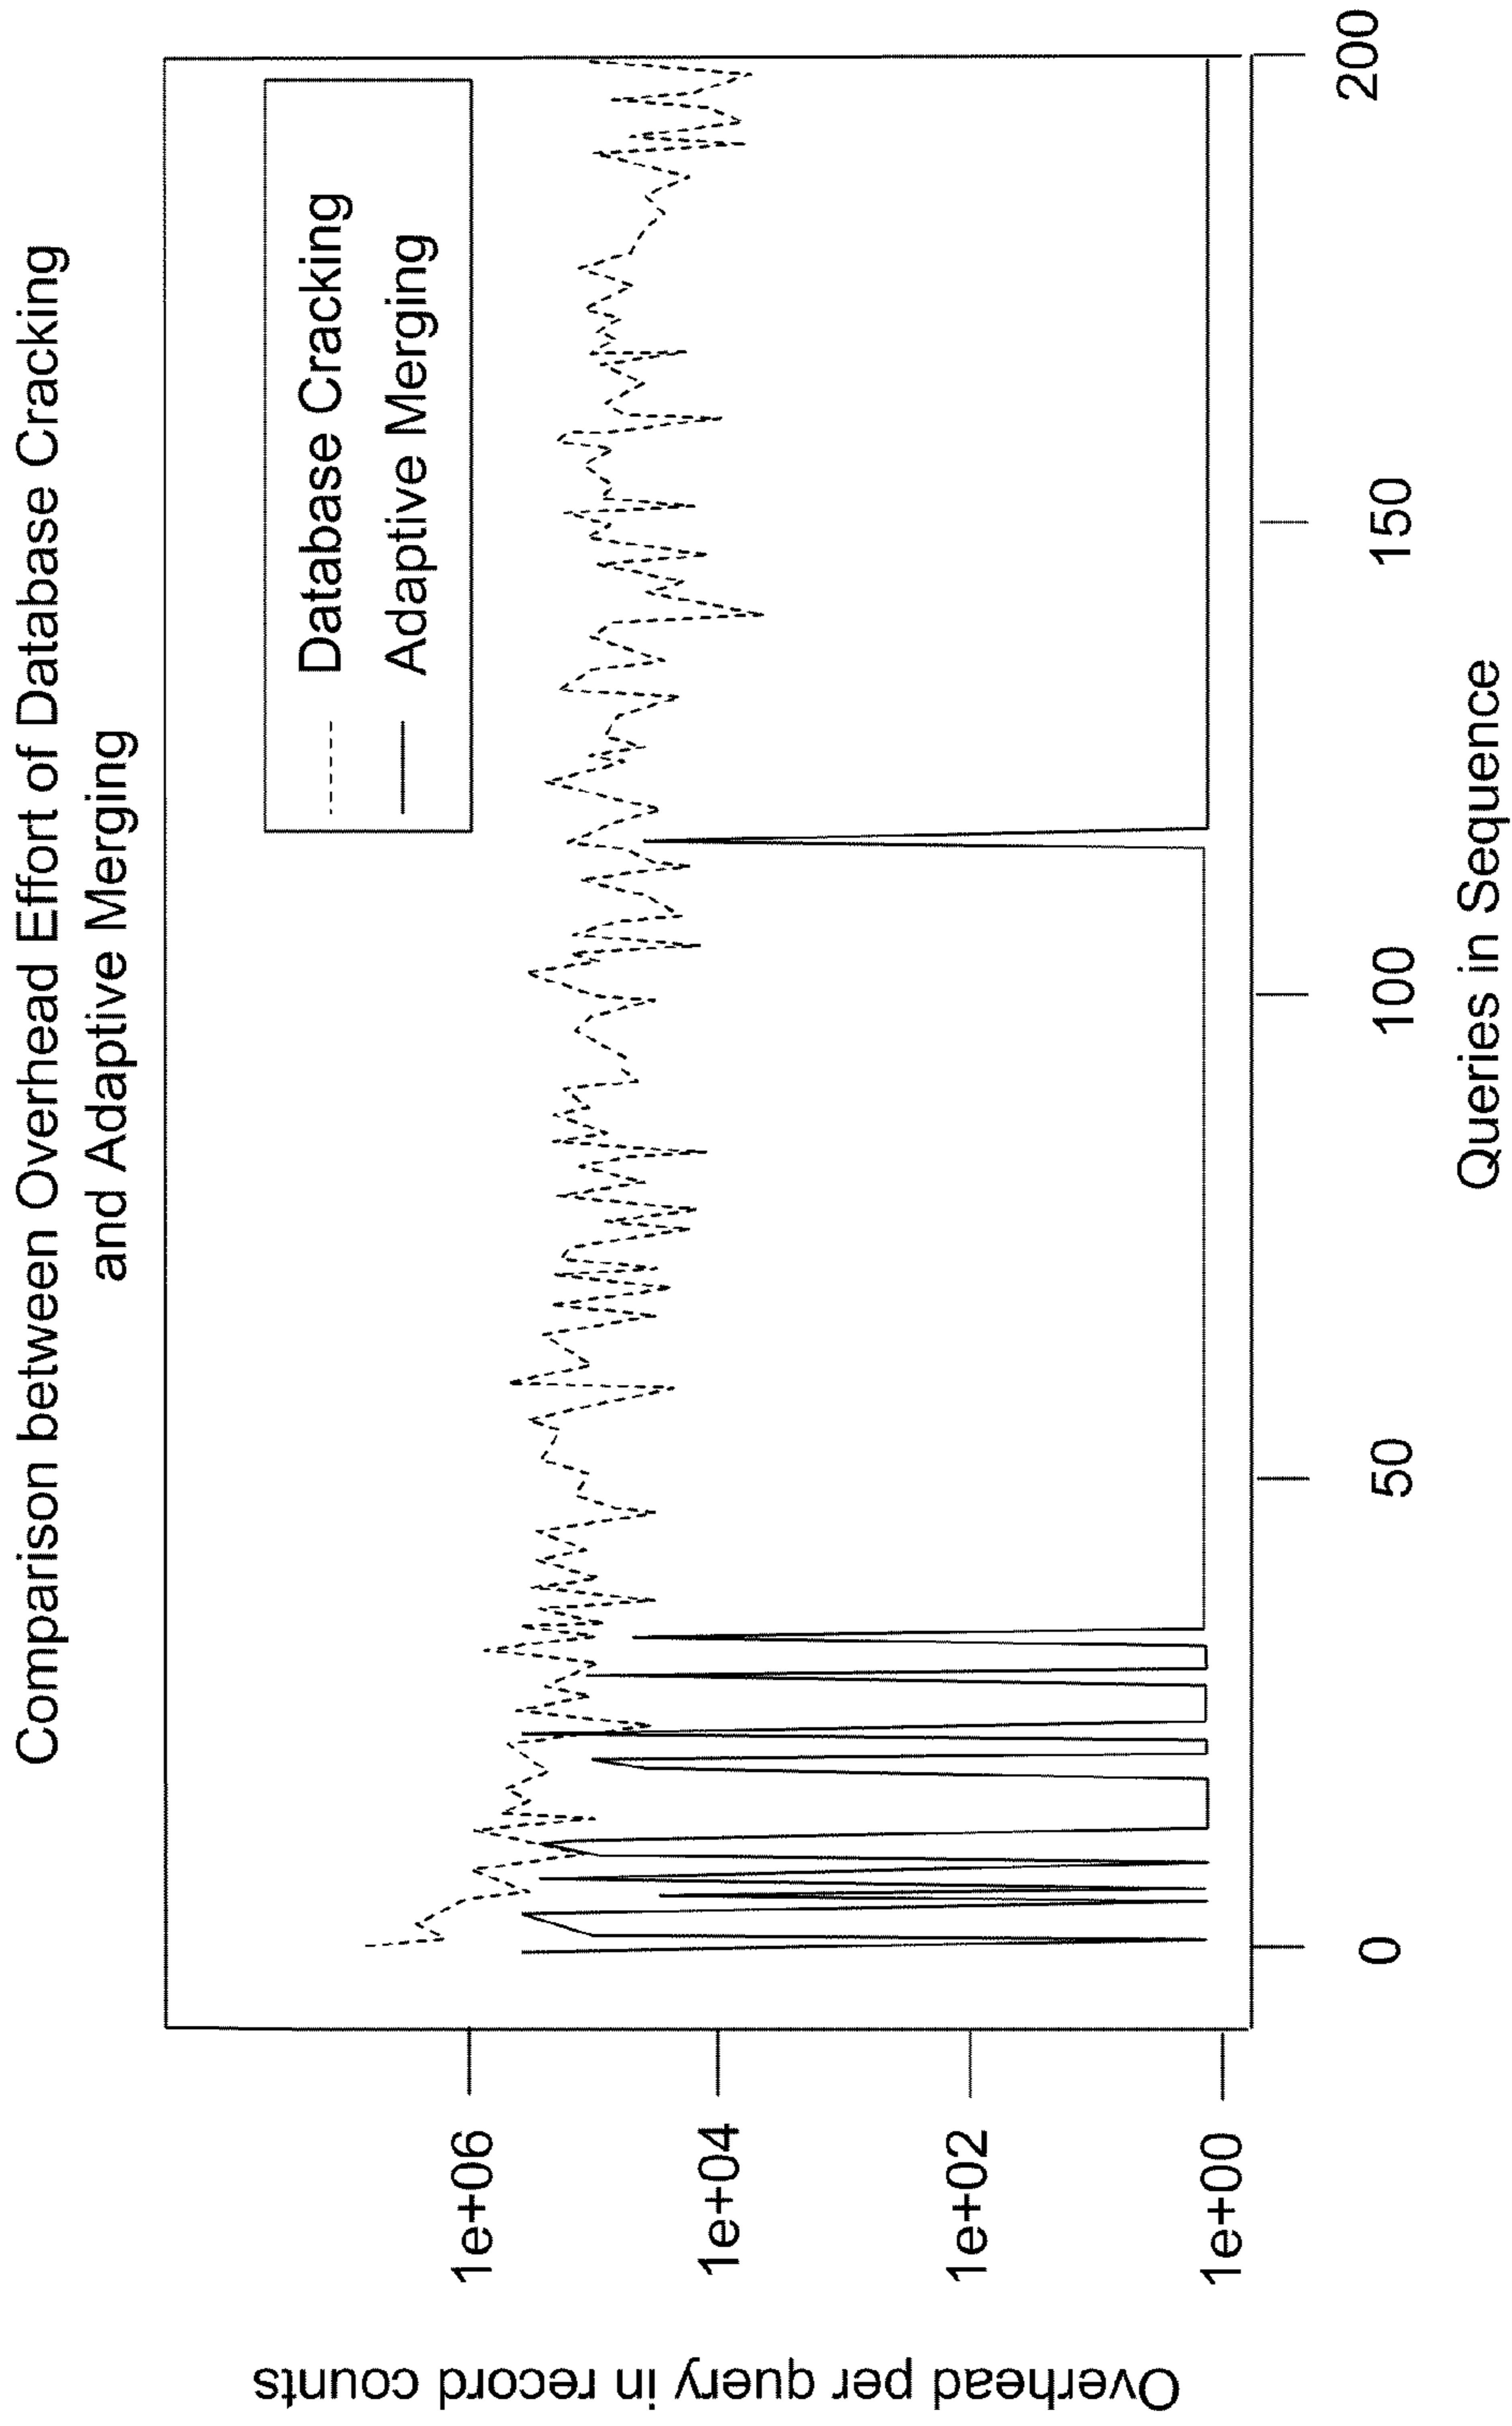 Comparison between Overhead Effort of Database Cracking
and Adaptive Merging
Database Cracking
Adaptive Merging
Overhead per query in record counts
1e+06
1e+04
1e+02
1e+00
0
50
100
150
200
Queries in Sequence